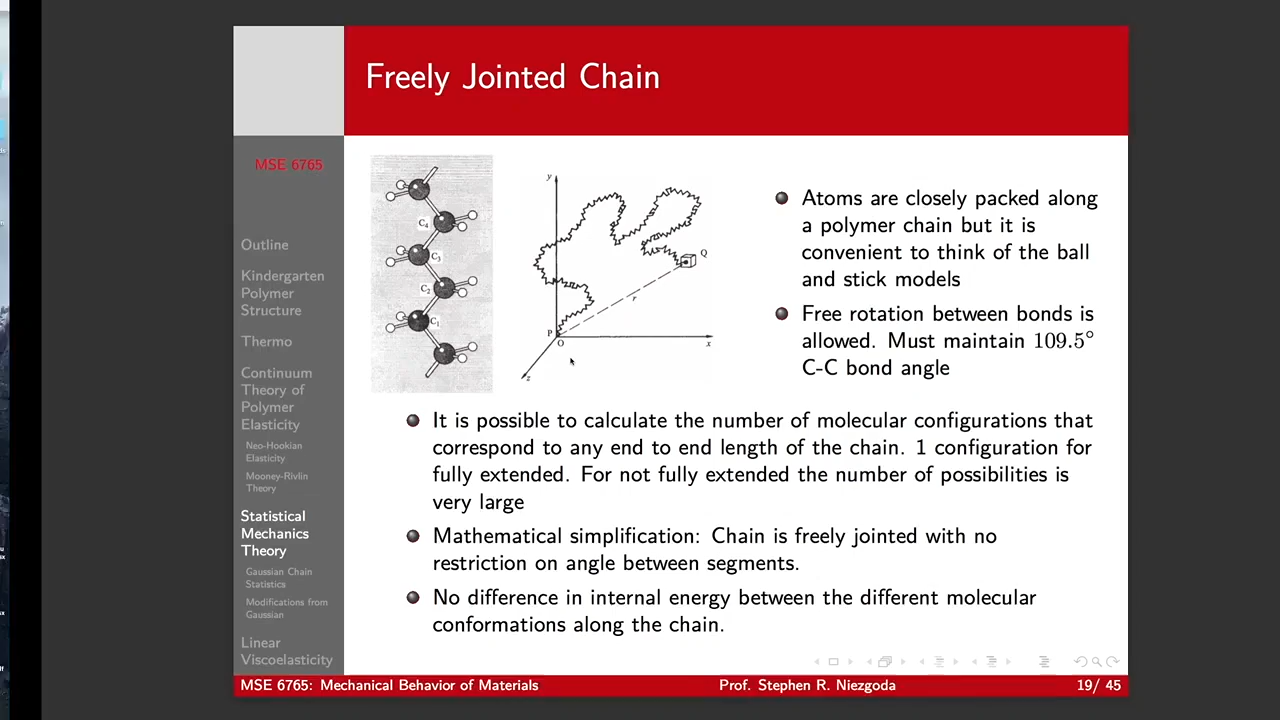 Freely Jointed Chain
MSE 6765
Outline
Kindergarten
Polymer
Structure
Thermo
Continuum
Theory of
Polymer
Elasticity
Neo-Hookian
Elasticity
Mooney-Rivlin
Theory
Statistical
Mechanics
Theory
Gaussian Chain
Statistics
Modifications from
Gaussian
Linear
Viscoelasticity
C4
C3
C2
C1
y
Q
r
P
O
x
z
Atoms are closely packed along
a polymer chain but it is
convenient to think of the ball
and stick models
Free rotation between bonds is
allowed. Must maintain 109.5°
C-C bond angle
It is possible to calculate the number of molecular configurations that
correspond to any end to end length of the chain. 1 configuration for
fully extended. For not fully extended the number of possibilities is
very large
Mathematical simplification: Chain is freely jointed with no
restriction on angle between segments.
No difference in internal energy between the different molecular
conformations along the chain.
MSE 6765: Mechanical Behavior of Materials
Prof. Stephen R. Niezgoda
19/ 45